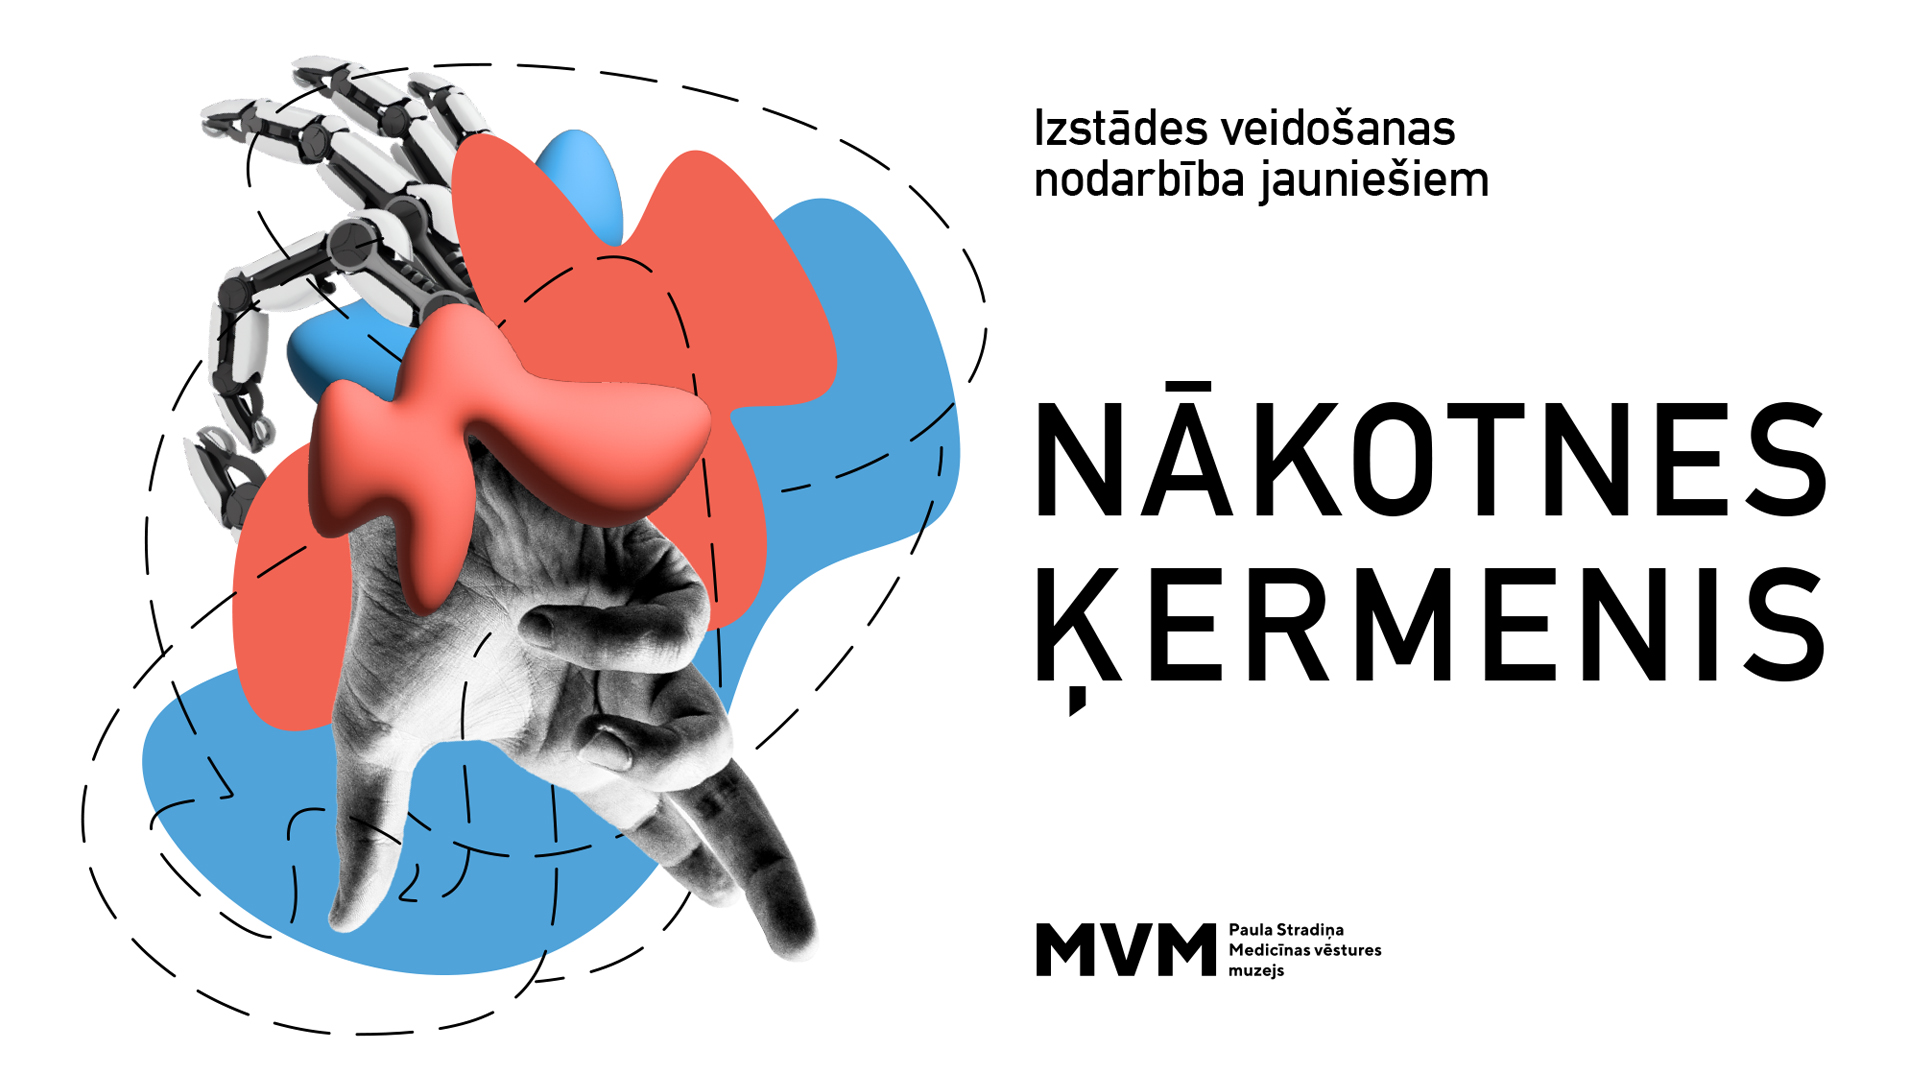 Izstādes veidošanas
nodarbība jauniešiem
NĀKOTNES
ĶERMENIS
MVM
Paula Stradiņa
Medicīnas vēstures
muzejs